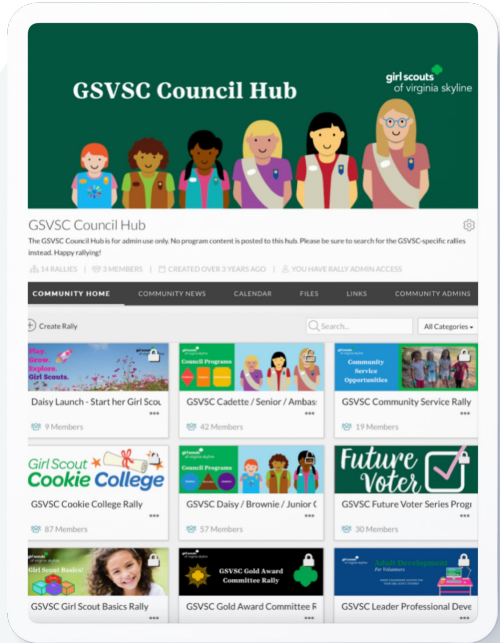 GSVSC Council Hub
girl scouts
of virginia skyline
GSVSC Council Hub
The GSVSC Council Hub is for admin use only. No program content is posted to this hub. Please be sure to search for the GSVSC-specific rallies
instead. Happy rallying!
14 RALLIES | 3 MEMBERS | CREATED OVER 3 YEARS AGO | YOU HAVE RALLY ADMIN ACCESS
COMMUNITY HOME COMMUNITY NEWS CALENDAR FILES LINKS COMMUNITY ADMINS
Create Rally Search... All Categories
Play.
Grow.
Explore.
Girl Scouts.
Daisy Launch - Start her Girl Scou
9 Members
Council Programs
GSVSC Cadette / Senior / Ambas
42 Members
Community
Service
Opportunities
GSVSC Community Service Rally
19 Members
Girl Scout
Cookie College
GSVSC Cookie College Rally
87 Members
Council Programs
GSVSC Daisy / Brownie / Junior
57 Members
Future
Voter
GSVSC Future Voter Series Progr
30 Members
Girl Scout Basics!
GSVSC Girl Scout Basics Rally
GSVSC Gold Award
Committee Rally
GSVSC Gold Award Committee R
Adult Development
For Volunteers
GSVSC Leader Professional Deve